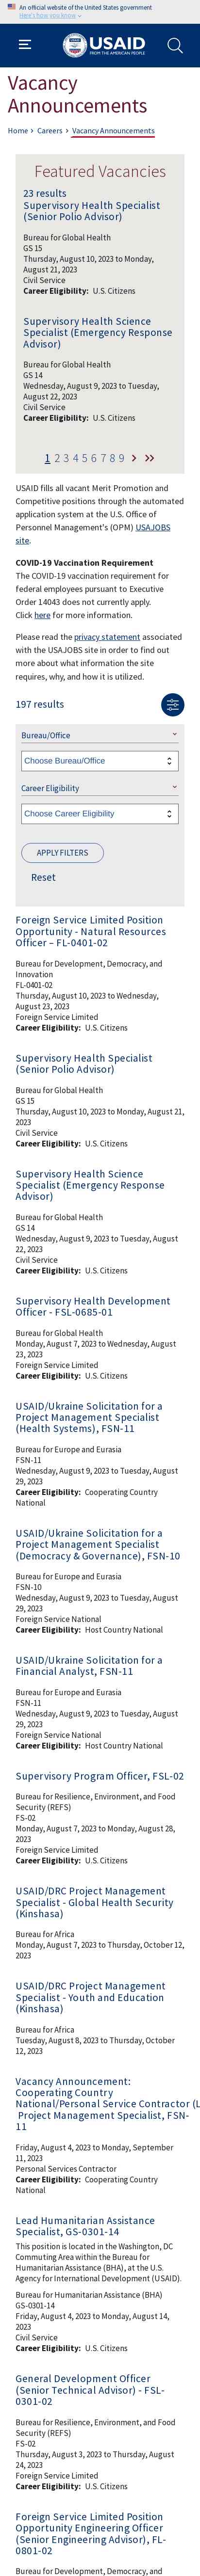 An official website of the United States government
Here's how you know
USAID
FROM THE AMERICAN PEOPLE
Vacancy
Announcements
Home > Careers > Vacancy Announcements
Featured Vacancies
23 results
Supervisory Health Specialist
(Senior Polio Advisor)
Bureau for Global Health
GS 15
Thursday, August 10, 2023 to Monday,
August 21, 2023
Civil Service
Career Eligibility: U.S. Citizens
Supervisory Health Science
Specialist (Emergency Response
Advisor)
Bureau for Global Health
GS 14
Wednesday, August 9, 2023 to Tuesday,
August 22, 2023
Civil Service
Career Eligibility: U.S. Citizens
1 2 3 4 5 6 7 8 9
USAID fills all vacant Merit Promotion and
Competitive positions through the automated
application system at the U.S. Office of
Personnel Management's (OPM) USAJOBS
site.
COVID-19 Vaccination Requirement
The COVID-19 vaccination requirement for
federal employees pursuant to Executive
Order 14043 does not currently apply.
Click here for more information.
Please read the privacy statement associated
with the USAJOBS site in order to find out
more about what information the site
requires, why, and how it is utilized.
197 results
Bureau/Office
Choose Bureau/Office
Career Eligibility
Choose Career Eligibility
APPLY FILTERS
Reset
Foreign Service Limited Position
Opportunity - Natural Resources
Officer – FL-0401-02
Bureau for Development, Democracy, and
Innovation
FL-0401-02
Thursday, August 10, 2023 to Wednesday,
August 23, 2023
Foreign Service Limited
Career Eligibility: U.S. Citizens
Supervisory Health Specialist
(Senior Polio Advisor)
Bureau for Global Health
GS 15
Thursday, August 10, 2023 to Monday, August 21,
2023
Civil Service
Career Eligibility: U.S. Citizens
Supervisory Health Science
Specialist (Emergency Response
Advisor)
Bureau for Global Health
GS 14
Wednesday, August 9, 2023 to Tuesday, August
22, 2023
Civil Service
Career Eligibility: U.S. Citizens
Supervisory Health Development
Officer - FSL-0685-01
Bureau for Global Health
Monday, August 7, 2023 to Wednesday, August
23, 2023
Foreign Service Limited
Career Eligibility: U.S. Citizens
USAID/Ukraine Solicitation for a
Project Management Specialist
(Health Systems), FSN-11
Bureau for Europe and Eurasia
FSN-11
Wednesday, August 9, 2023 to Tuesday, August
29, 2023
Career Eligibility: Cooperating Country
National
USAID/Ukraine Solicitation for a
Project Management Specialist
(Democracy & Governance), FSN-10
Bureau for Europe and Eurasia
FSN-10
Wednesday, August 9, 2023 to Tuesday, August
29, 2023
Foreign Service National
Career Eligibility: Host Country National
USAID/Ukraine Solicitation for a
Financial Analyst, FSN-11
Bureau for Europe and Eurasia
FSN-11
Wednesday, August 9, 2023 to Tuesday, August
29, 2023
Foreign Service National
Career Eligibility: Host Country National
Supervisory Program Officer, FSL-02
Bureau for Resilience, Environment, and Food
Security (REFS)
FS-02
Monday, August 7, 2023 to Monday, August 28,
2023
Foreign Service Limited
Career Eligibility: U.S. Citizens
USAID/DRC Project Management
Specialist - Global Health Security
(Kinshasa)
Bureau for Africa
Monday, August 7, 2023 to Thursday, October 12,
2023
USAID/DRC Project Management
Specialist - Youth and Education
(Kinshasa)
Bureau for Africa
Tuesday, August 8, 2023 to Thursday, October
12, 2023
Vacancy Announcement:
Cooperating Country
National/Personal Service Contractor (L
Project Management Specialist, FSN-
11
Friday, August 4, 2023 to Monday, September
11, 2023
Personal Services Contractor
Career Eligibility: Cooperating Country
National
Lead Humanitarian Assistance
Specialist, GS-0301-14
This position is located in the Washington, DC
Commuting Area within the Bureau for
Humanitarian Assistance (BHA), at the U.S.
Agency for International Development (USAID).
Bureau for Humanitarian Assistance (BHA)
GS-0301-14
Friday, August 4, 2023 to Monday, August 14,
2023
Civil Service
Career Eligibility: U.S. Citizens
General Development Officer
(Senior Technical Advisor) - FSL-
0301-02
Bureau for Resilience, Environment, and Food
Security (REFS)
FS-02
Thursday, August 3, 2023 to Thursday, August
24, 2023
Foreign Service Limited
Career Eligibility: U.S. Citizens
Foreign Service Limited Position
Opportunity Engineering Officer
(Senior Engineering Advisor), FL-
0801-02
Bureau for Development, Democracy, and